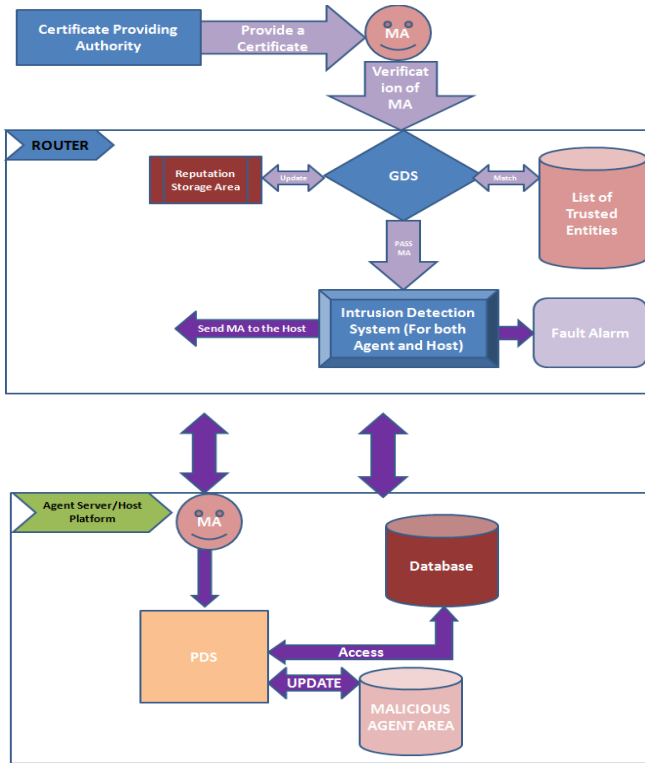 Certificate Providing
Authority
Provide a
Certificate
MA
Verificat
ion of
MA
ROUTER
Reputation
Storage Area
Update
GDS
Match
List of
Trusted
Entities
PASS
MA
Send MA to the Host
Intrusion Detection
System (For both
Agent and Host)
Fault Alarm
Agent Server/Host
Platform
MA
Database
PDS
Access
UPDATE
MALICIOUS
AGENT AREA